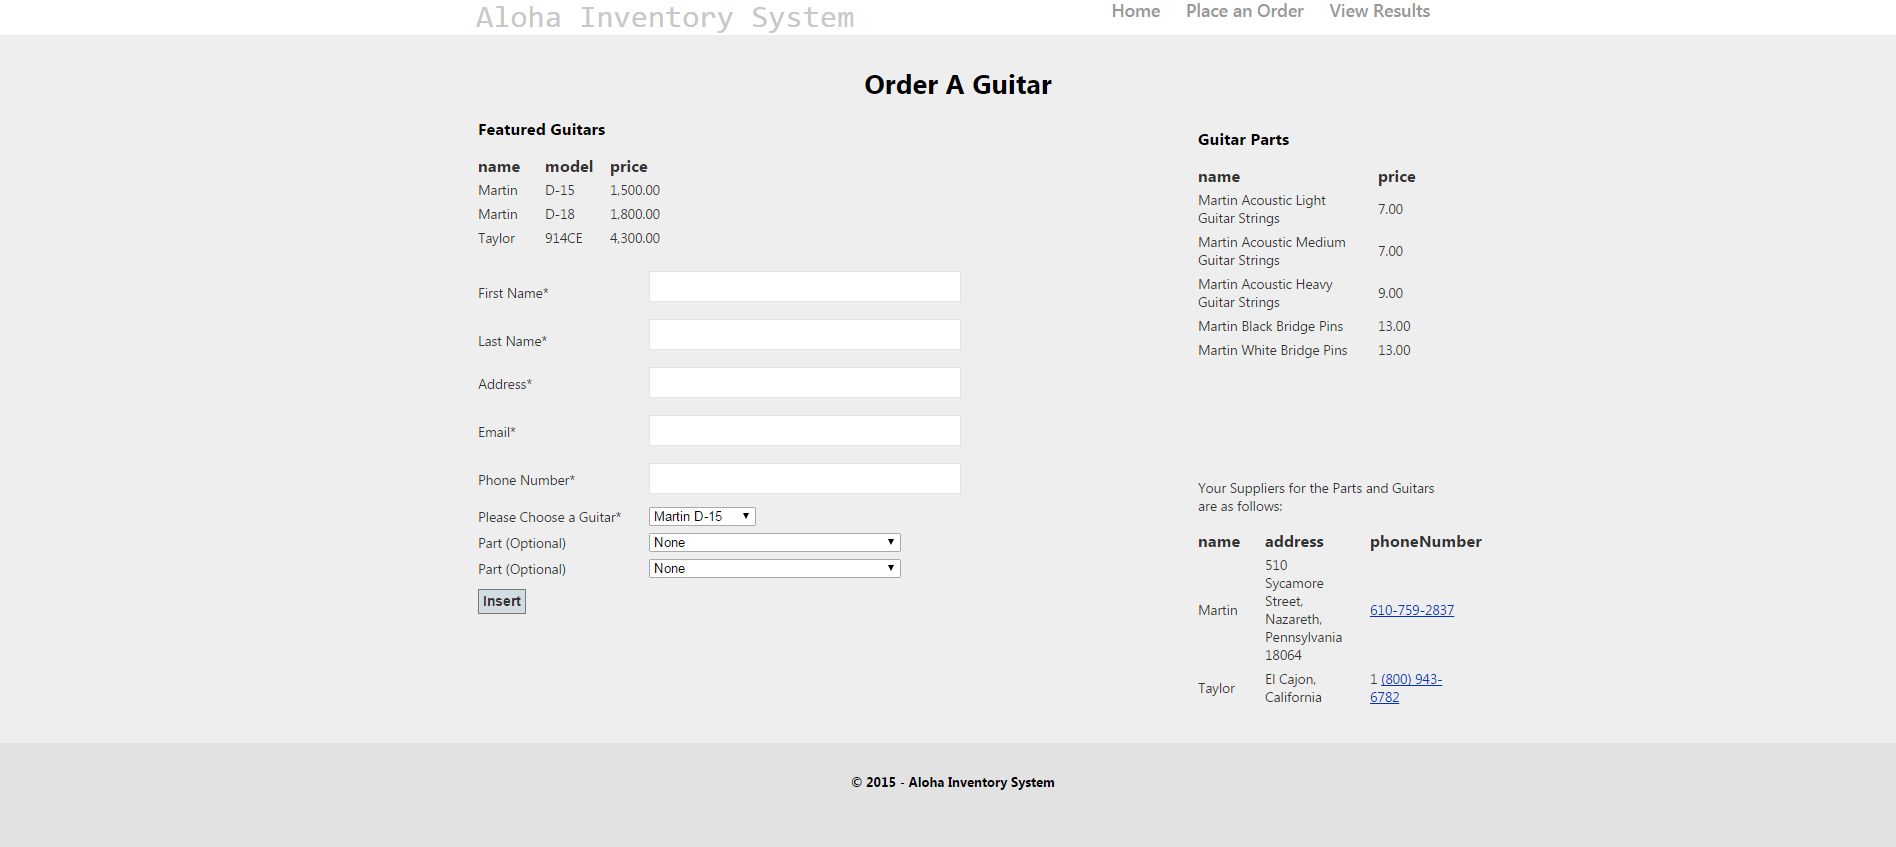 Aloha Inventory System
Home Place an Order View Results
Order A Guitar
Featured Guitars
name model price
Martin D-15 1,500.00
Martin D-18 1,800.00
Taylor 914CE 4,300.00
First Name*
Last Name*
Address*
Email*
Phone Number*
Please Choose a Guitar* Martin D-15
Part (Optional) None
Part (Optional) None
Insert
Guitar Parts
name price
Martin Acoustic Light
Guitar Strings 7.00
Martin Acoustic Medium
Guitar Strings 7.00
Martin Acoustic Heavy
Guitar Strings 9.00
Martin Black Bridge Pins 13.00
Martin White Bridge Pins 13.00
Your Suppliers for the Parts and Guitars
are as follows:
name address phoneNumber
510
Sycamore
Street,
Martin Nazareth, 610-759-2837
Pennsylvania
18064
Taylor El Cajon, 1 (800) 943-
California 6782
© 2015 - Aloha Inventory System